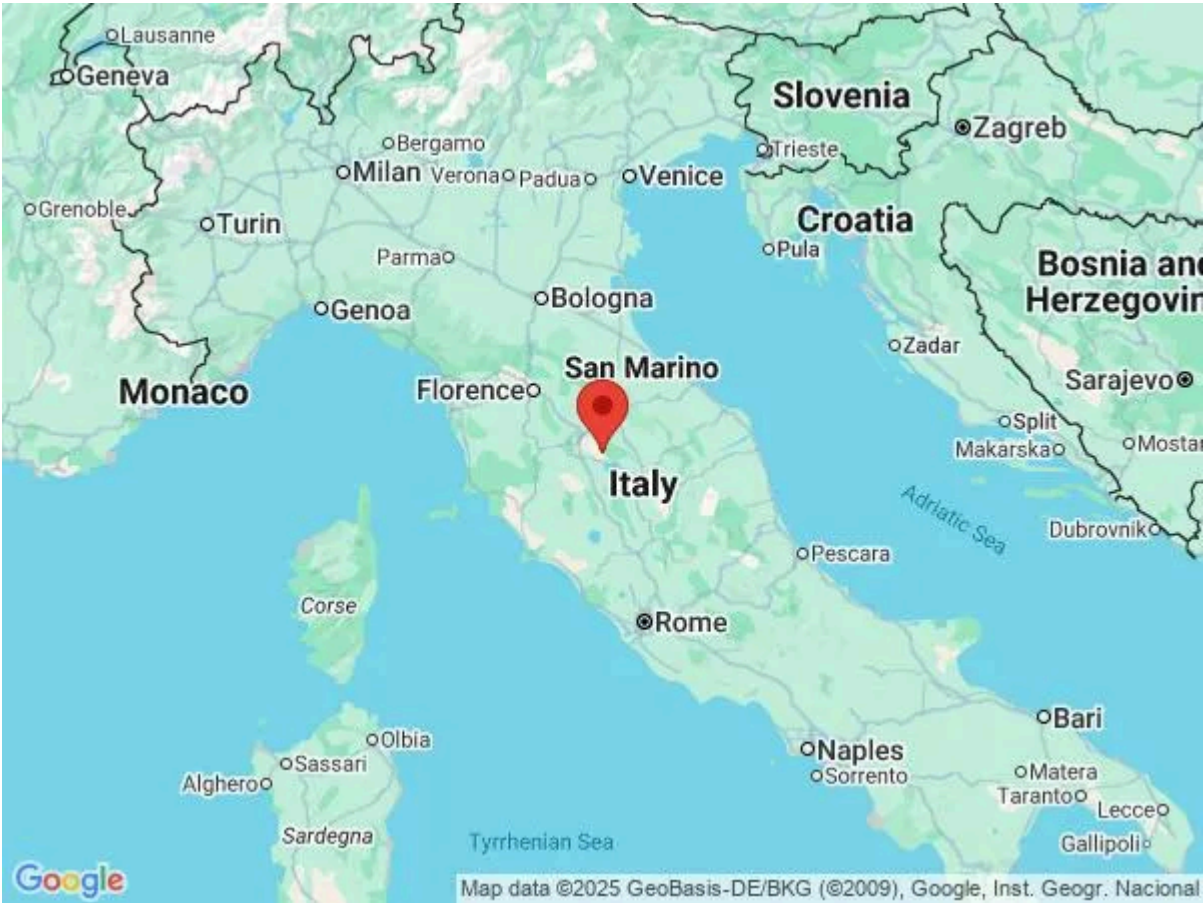 Lausanne
Geneva
Slovenia
Zagreb
Bergamo
Trieste
Milan
Verona
Padua
Venice
Grenoble
Turin
Croatia
Pula
Parma
Bosnia and
Herzegovin
Bologna
Genoa
Zadar
San Marino
Monaco
Florence
Sarajevo
Split
Makarska
Mostar
Italy
Adriatic Sea
Dubrovnik
Pescara
Corse
Rome
Bari
Olbia
Naples
Sassari
Sorrento
Matera
Alghero
Taranto
Lecce
Sardegna
Tyrrhenian Sea
Gallipoli
Google
Map data ©2025 GeoBasis-DE/BKG (©2009), Google, Inst. Geogr. Nacional